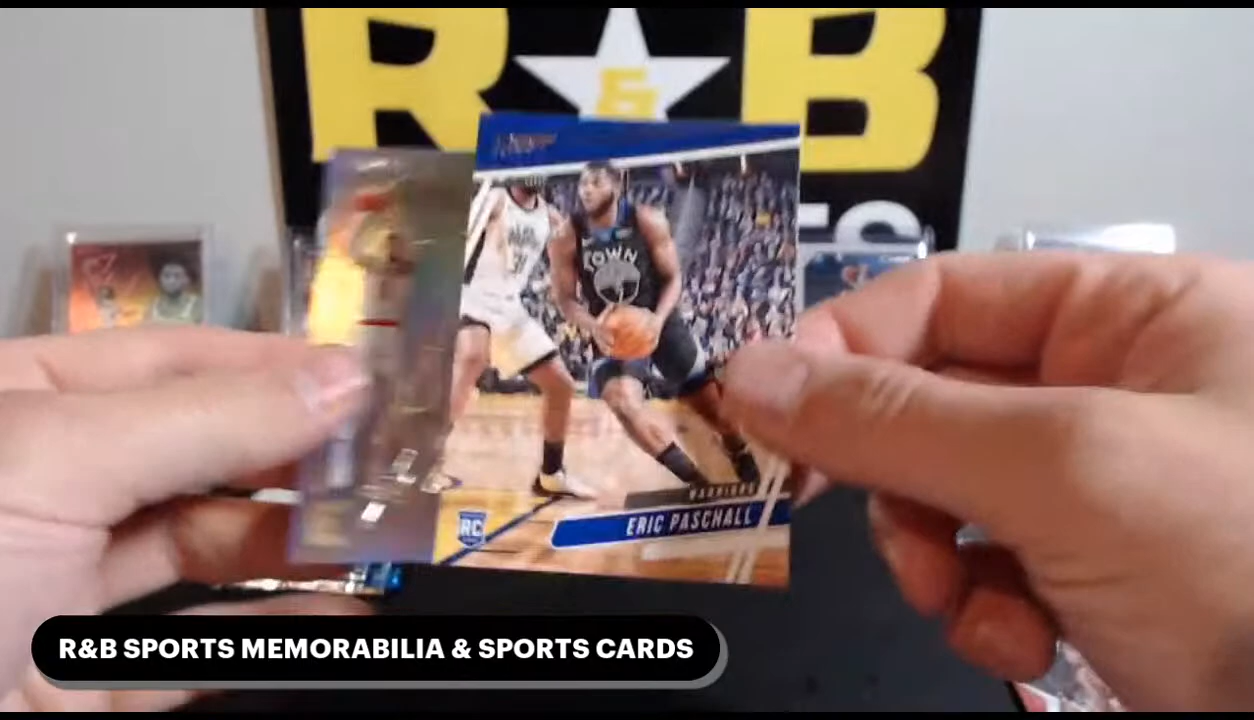 R & B
TOWN
WARRIORS
RC
ERIC PASCHALL
R&B SPORTS MEMORABILIA & SPORTS CARDS